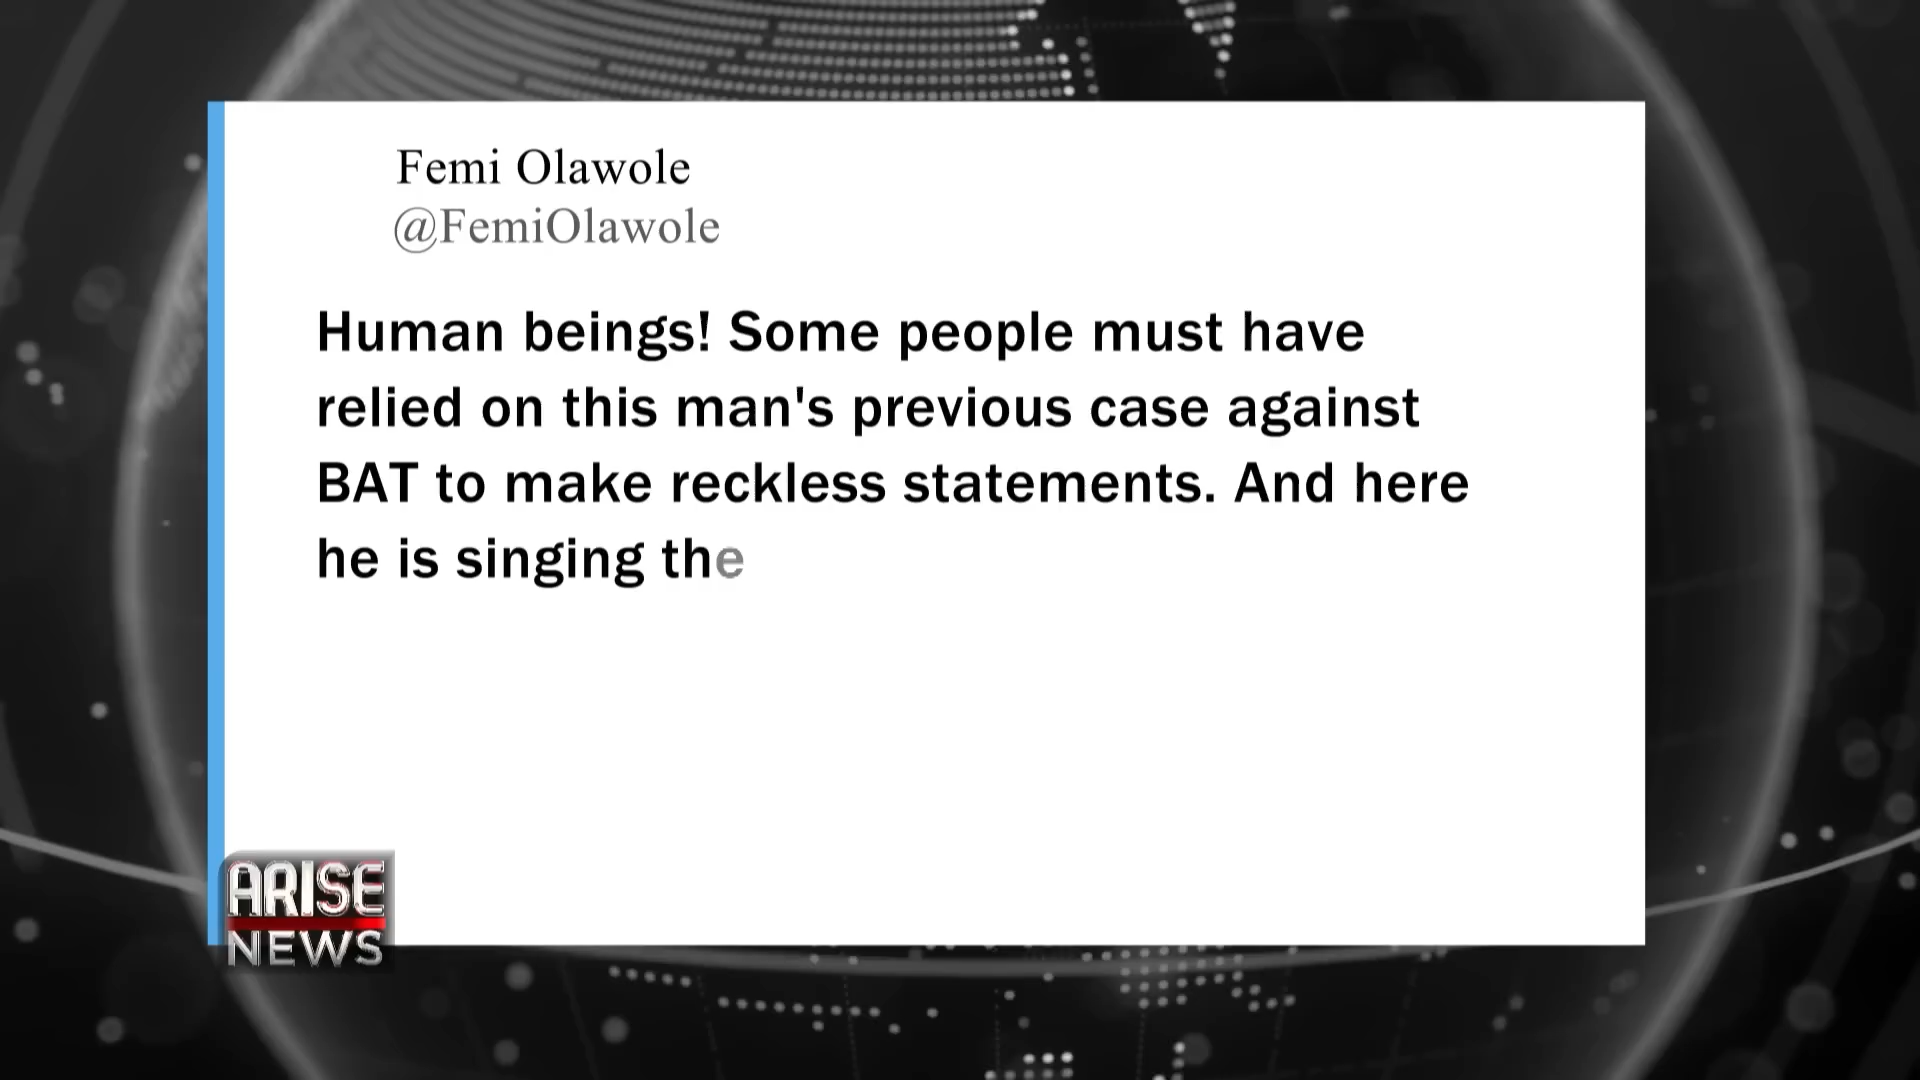 Femi Olawole
@FemiOlawole
Human beings! Some people must have
relied on this man's previous case against
BAT to make reckless statements. And here
he is singing the
ARISE
NEWS